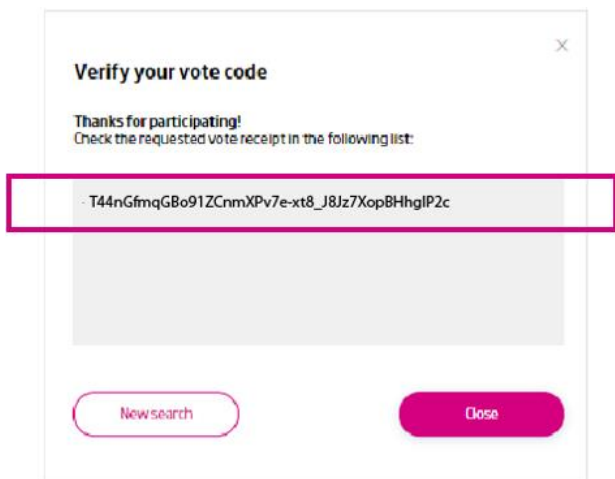 Verify your vote code
Thanks for participating!
Check the requested vote receipt in the following list:
- T44nGfmqGBo91ZCnmXPv7e-xt8_J8Jz7XopBHhgIP2c
New search
Close